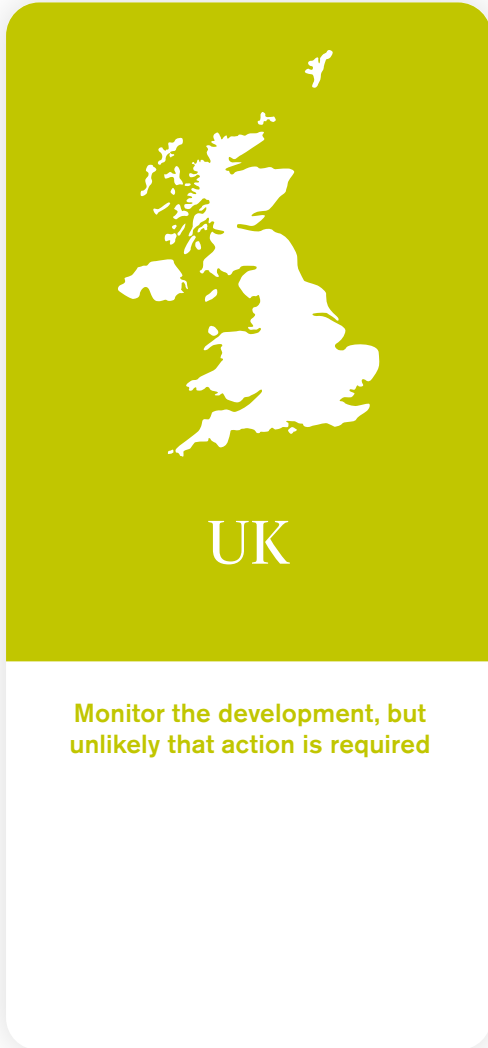 UK
Monitor the development, but
unlikely that action is required